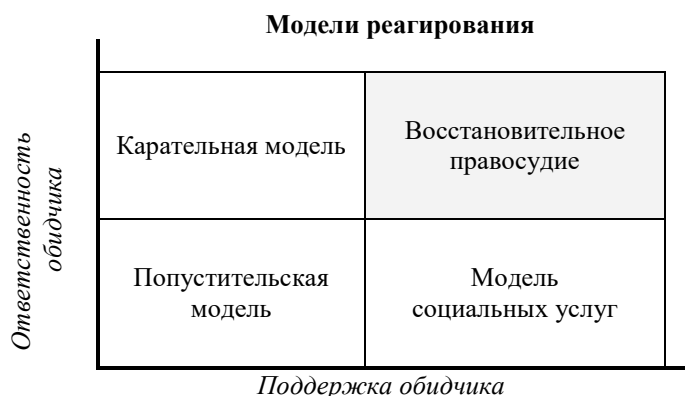 Модели реагирования
Ответственность
обидчика
Карательная модель
Восстановительное
правосудие
Попустительская
модель
Модель
социальных услуг
Поддержка обидчика